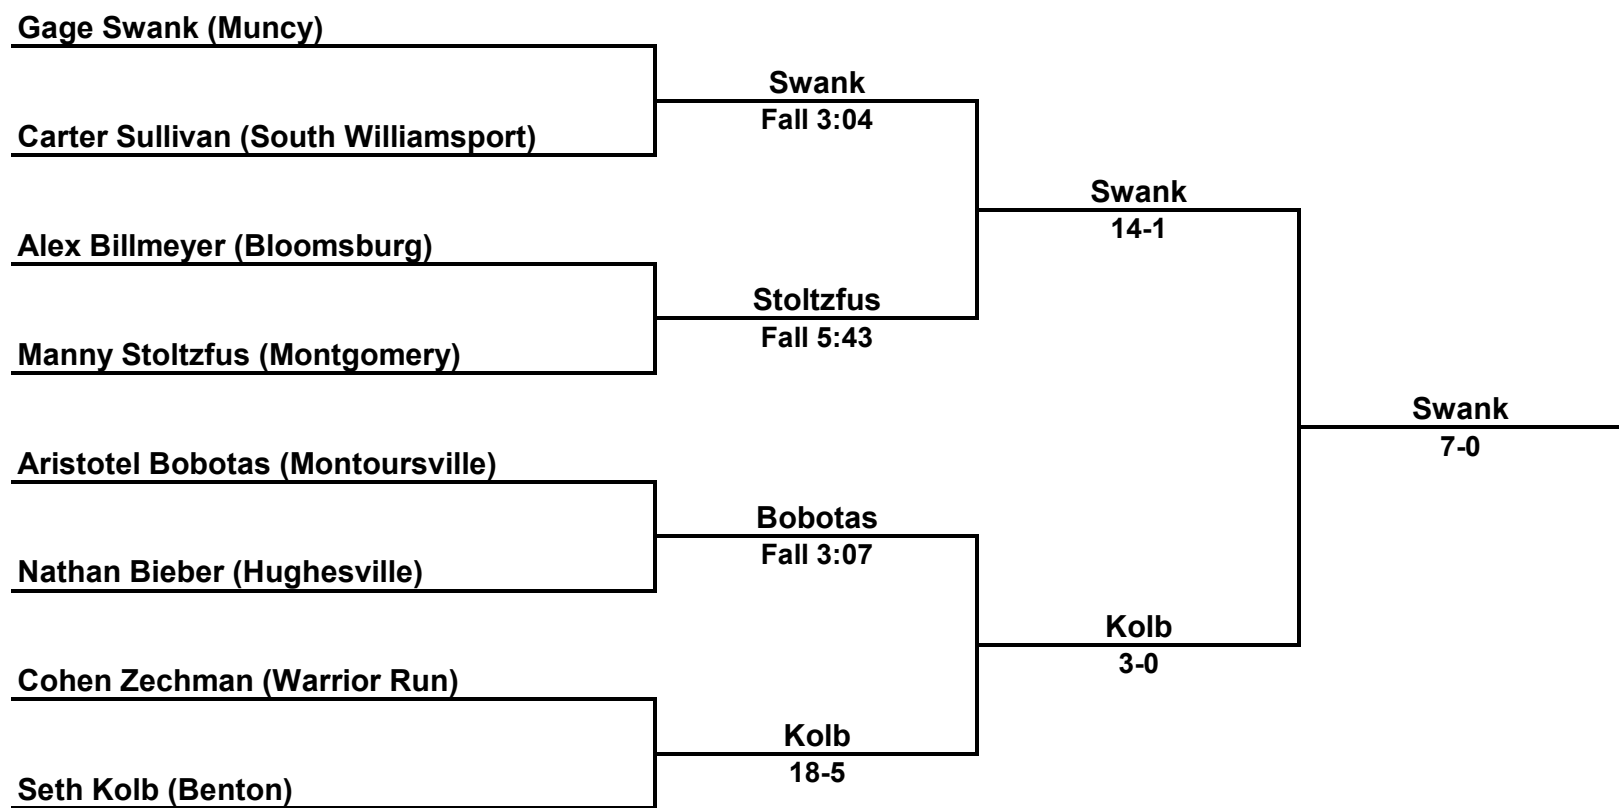 Gage Swank (Muncy)
Swank
Fall 3:04
Carter Sullivan (South Williamsport)
Swank
14-1
Alex Billmeyer (Bloomsburg)
Stoltzfus
Fall 5:43
Manny Stoltzfus (Montgomery)
Swank
7-0
Aristotel Bobotas (Montoursville)
Bobotas
Fall 3:07
Nathan Bieber (Hughesville)
Kolb
3-0
Cohen Zechman (Warrior Run)
Kolb
18-5
Seth Kolb (Benton)